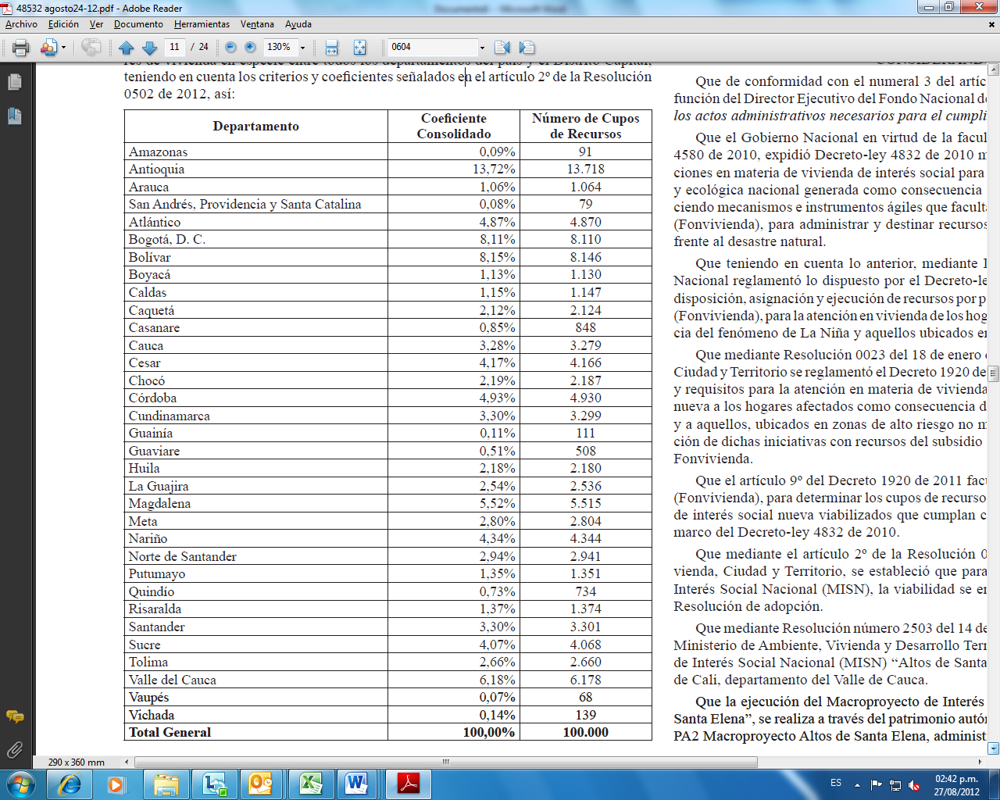 48532 agosto24-12.pdf - Adobe Reader
Archivo Edición Ver Documento Herramientas Ventana Ayuda
11 / 24 130% 0604
res de vivienda en especie entre todos los departamentos del país y el Distrito Capital,
teniendo en cuenta los criterios y coeficientes señalados en el artículo 2º de la Resolución
0502 de 2012, así:
Departamento Coeficiente Consolidado Número de Cupos de Recursos
Amazonas 0,09% 91
Antioquia 13,72% 13.718
Arauca 1,06% 1.064
San Andrés, Providencia y Santa Catalina 0,08% 79
Atlántico 4,87% 4.870
Bogotá, D. C. 8,11% 8.110
Bolívar 8,15% 8.146
Boyacá 1,13% 1.130
Caldas 1,15% 1.147
Caquetá 2,12% 2.124
Casanare 0,85% 848
Cauca 3,28% 3.279
Cesar 4,17% 4.166
Chocó 2,19% 2.187
Córdoba 4,93% 4.930
Cundinamarca 3,30% 3.299
Guainía 0,11% 111
Guaviare 0,51% 508
Huila 2,18% 2.180
La Guajira 2,54% 2.536
Magdalena 5,52% 5.515
Meta 2,80% 2.804
Nariño 4,34% 4.344
Norte de Santander 2,94% 2.941
Putumayo 1,35% 1.351
Quindío 0,73% 734
Risaralda 1,37% 1.374
Santander 3,30% 3.301
Sucre 4,07% 4.068
Tolima 2,66% 2.660
Valle del Cauca 6,18% 6.178
Vaupés 0,07% 68
Vichada 0,14% 139
Total General 100,00% 100.000
CONSIDERAND
Que de conformidad con el numeral 3 del artíc
función del Director Ejecutivo del Fondo Nacional de
los actos administrativos necesarios para el cumpli
Que el Gobierno Nacional en virtud de la facul
4580 de 2010, expidió Decreto-ley 4832 de 2010 m
ciones en materia de vivienda de interés social para
y ecológica nacional generada como consecuencia
ciendo mecanismos e instrumentos ágiles que facult
(Fonvivienda), para administrar y destinar recursos
frente al desastre natural.
Que teniendo en cuenta lo anterior, mediante
Nacional reglamentó lo dispuesto por el Decreto-le
disposición, asignación y ejecución de recursos por p
(Fonvivienda), para la atención en vivienda de los hog
cia del fenómeno de La Niña y aquellos ubicados en
Que mediante Resolución 0023 del 18 de enero
Ciudad y Territorio se reglamentó el Decreto 1920 de
y requisitos para la atención en materia de vivienda
nueva a los hogares afectados como consecuencia d
y a aquellos, ubicados en zonas de alto riesgo no m
ción de dichas iniciativas con recursos del subsidio
Fonvivienda.
Que el artículo 9º del Decreto 1920 de 2011 facu
(Fonvivienda), para determinar los cupos de recurso
de interés social nueva viabilizados que cumplan c
marco del Decreto-ley 4832 de 2010.
Que mediante el artículo 2º de la Resolución 0
vienda, Ciudad y Territorio, se estableció que para
Interés Social Nacional (MISN), la viabilidad se en
Resolución de adopción.
Que mediante Resolución número 2503 del 14 de
Ministerio de Ambiente, Vivienda y Desarrollo Terr
de Interés Social Nacional (MISN) “Altos de Santa
de Cali, departamento del Valle de Cauca.
Que la ejecución del Macroproyecto de Interés
Santa Elena”, se realiza a través del patrimonio autó
PA2 Macroproyecto Altos de Santa Elena, administ
290 x 360 mm
ES 02:42 p.m.
27/08/2012